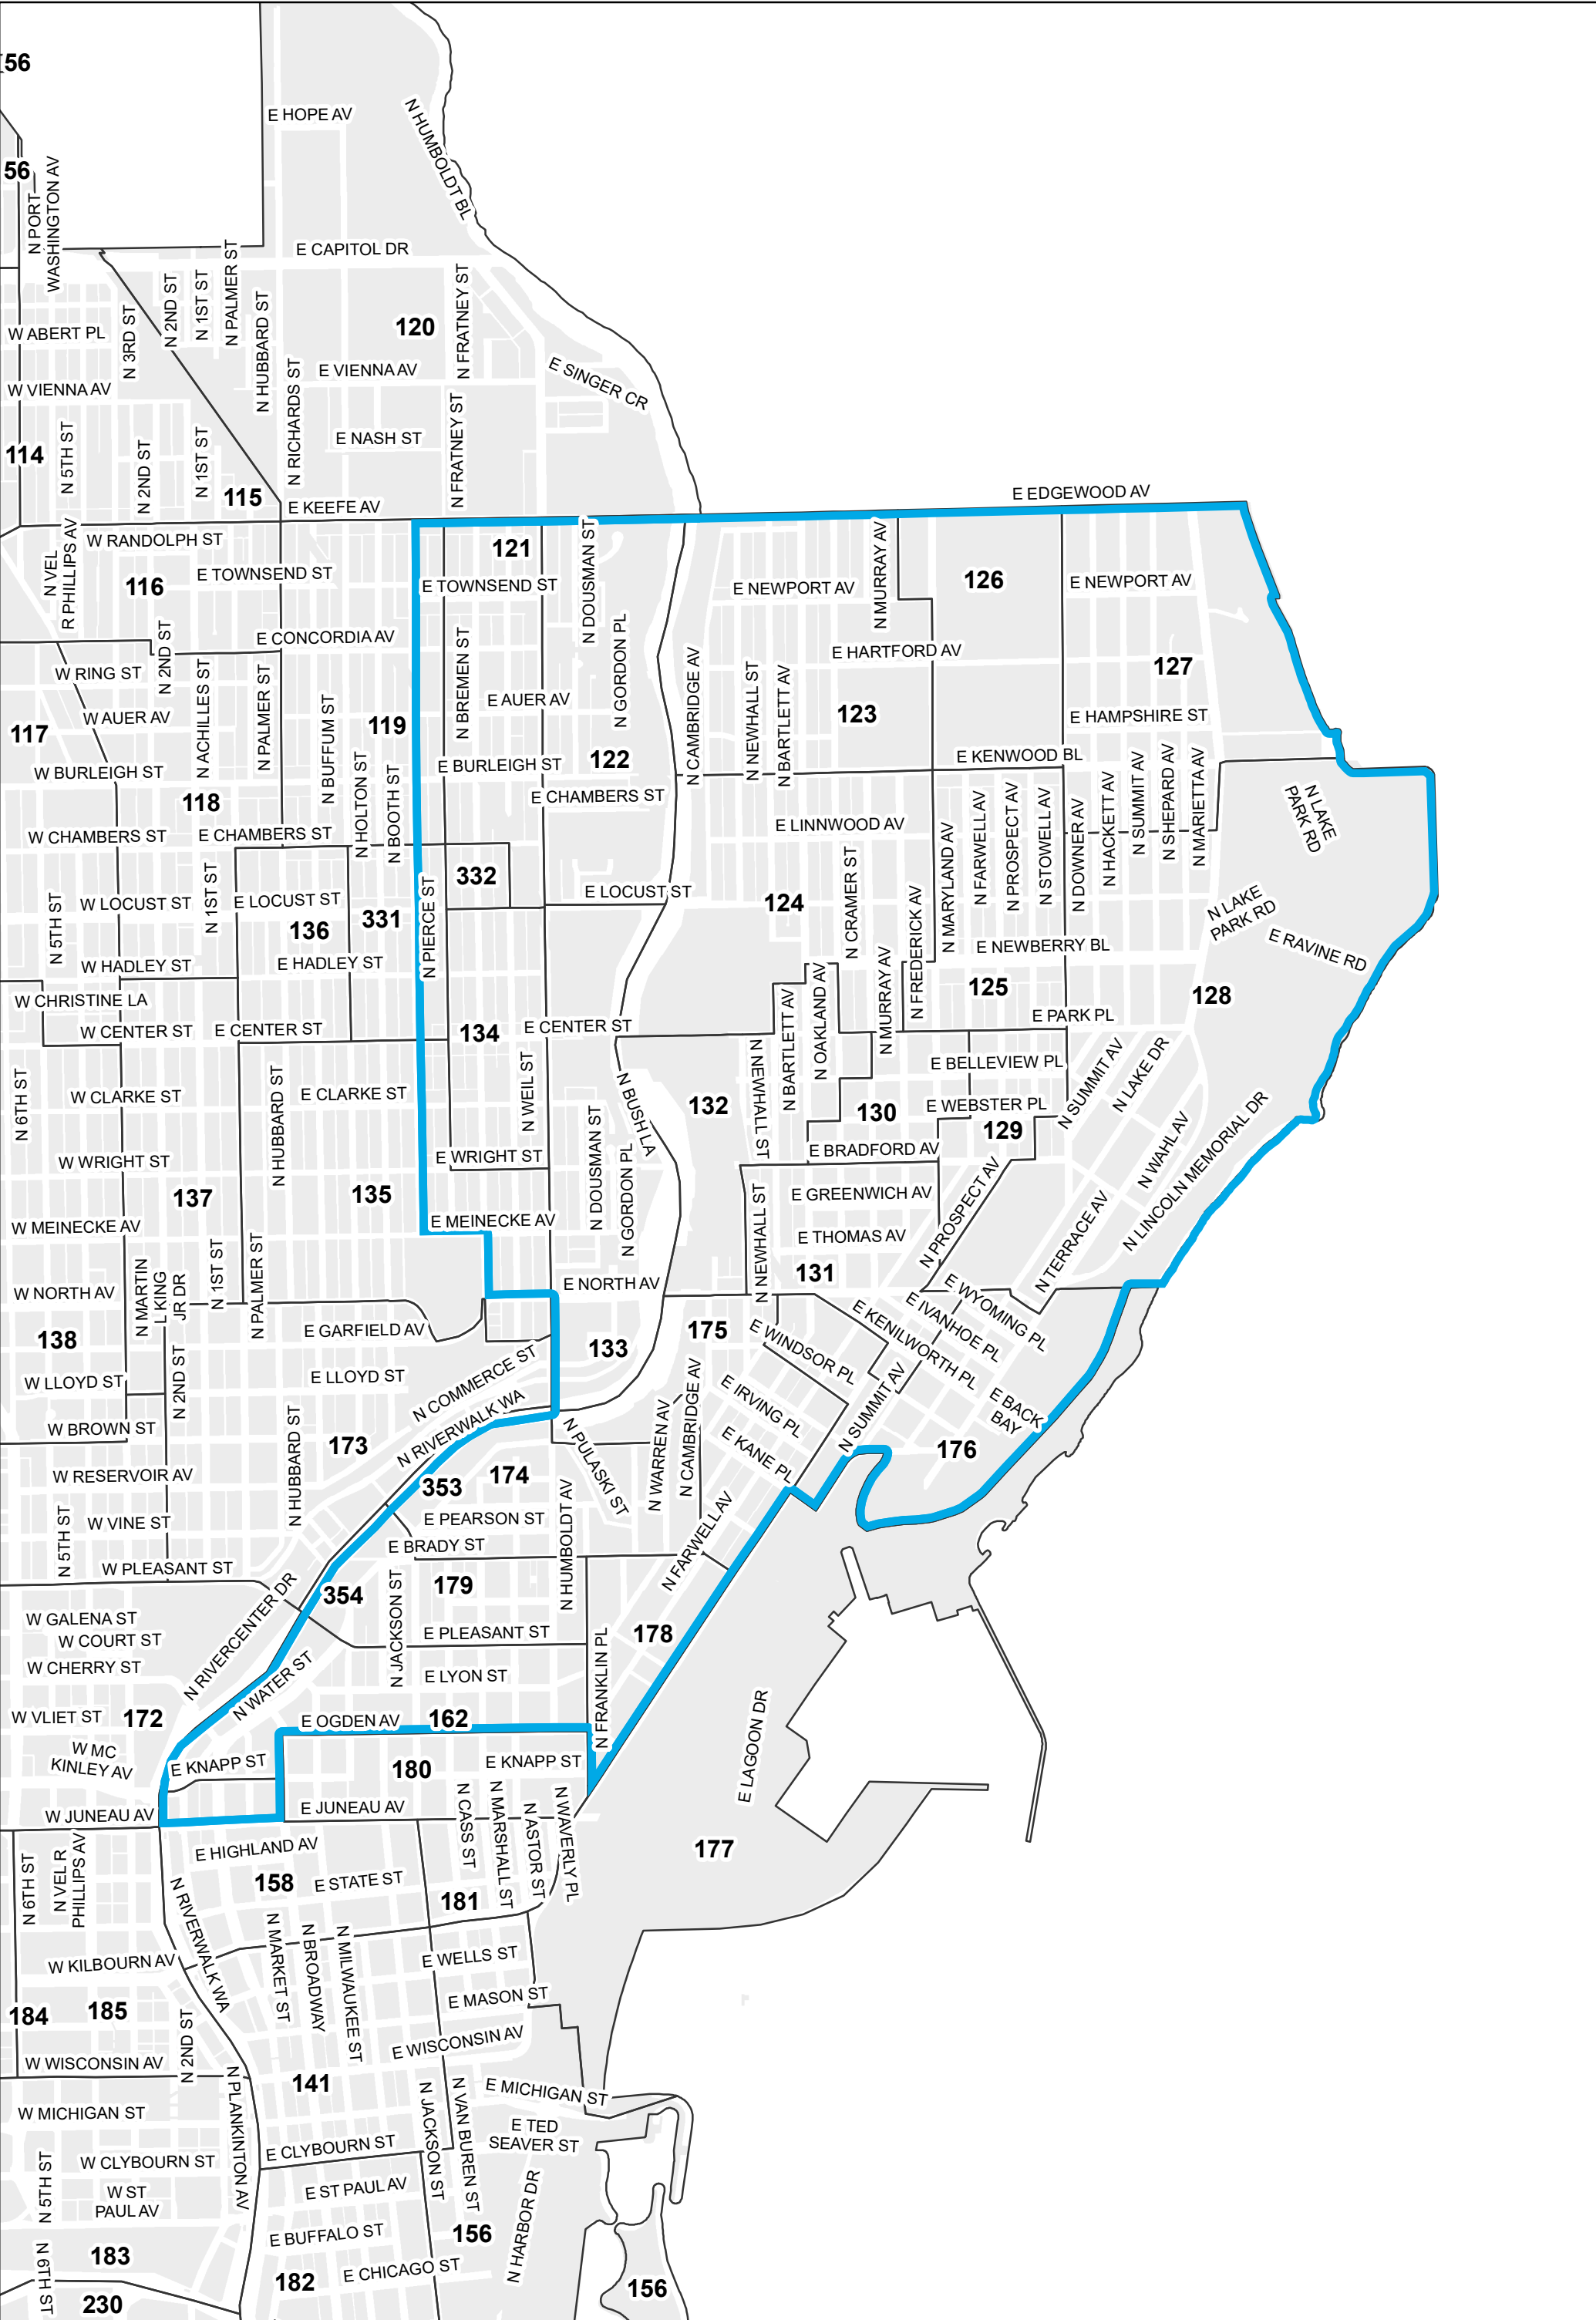 56
E HOPE AV
N HUMBOLDT BL
56
N PORT
WASHINGTON AV
E CAPITOL DR
N 2ND ST
N 1ST ST
N PALMER ST
N HUBBARD ST
N FRATNEY ST
N 3RD ST
120
W ABERT PL
E VIENNA AV
E SINGER CR
W VIENNA AV
N RICHARDS ST
N FRATNEY ST
E NASH ST
114
N 5TH ST
N 2ND ST
N 1ST ST
115
E KEEFE AV
E EDGEWOOD AV
N VEL
R PHILLIPS AV
W RANDOLPH ST
121
N DOUSMAN ST
N MURRAY AV
116
E TOWNSEND ST
E TOWNSEND ST
E NEWPORT AV
126
E NEWPORT AV
E CONCORDIA AV
N 2ND ST
N BREMEN ST
N GORDON PL
E HARTFORD AV
127
W RING ST
N ACHILLES ST
N PALMER ST
N BUFFUM ST
119
E AUER AV
N CAMBRIDGE AV
N NEWHALL ST
N BARTLETT AV
123
E HAMPSHIRE ST
117
W AUER AV
W BURLEIGH ST
E BURLEIGH ST
122
E KENWOOD BL
118
N HOLTON ST
N BOOTH ST
E CHAMBERS ST
N SUMMIT AV
N SHEPARD AV
N MARIETTA AV
N LAKE
PARK RD
W CHAMBERS ST
E CHAMBERS ST
E LINNWOOD AV
N MARYLAND AV
N FARWELL AV
N PROSPECT AV
N STOWELL AV
N DOWNER AV
N HACKETT AV
332
N 5TH ST
W LOCUST ST
N 1ST ST
E LOCUST ST
136
331
N PIERCE ST
E LOCUST ST
124
N CRAMER ST
N FREDERICK AV
N LAKE
PARK RD
E RAVINE RD
W HADLEY ST
E HADLEY ST
E NEWBERRY BL
W CHRISTINE LA
125
128
W CENTER ST
E CENTER ST
134
E CENTER ST
N BARTLETT AV
N OAKLAND AV
N MURRAY AV
E PARK PL
N 6TH ST
W CLARKE ST
N HUBBARD ST
E CLARKE ST
N WEIL ST
N DOUSMAN ST
N BUSH LA
132
N NEWHALL ST
130
E BELLEVIEW PL
N SUMMIT AV
N LAKE DR
E WEBSTER PL
129
W WRIGHT ST
E WRIGHT ST
E BRADFORD AV
N WAHL AV
N LINCOLN MEMORIAL DR
137
135
N GORDON PL
N NEWHALL ST
E GREENWICH AV
N PROSPECT AV
N TERRACE AV
W MEINECKE AV
E MEINECKE AV
E THOMAS AV
N MARTIN
L KING
JR DR
N 1ST ST
N PALMER ST
131
W NORTH AV
E NORTH AV
E WYOMING PL
138
E GARFIELD AV
133
175
E WINDSOR PL
E KENILWORTH PL
E IVANHOE PL
W LLOYD ST
N 2ND ST
E LLOYD ST
N COMMERCE ST
N CAMBRIDGE AV
E IRVING PL
N SUMMIT AV
E BACK
BAY
W BROWN ST
N HUBBARD ST
173
N RIVERWALK WA
N PULASKI ST
N WARREN AV
E KANE PL
176
W RESERVOIR AV
353
174
N HUMBOLDT AV
N 5TH ST
W VINE ST
E PEARSON ST
E BRADY ST
N FARWELL AV
W PLEASANT ST
N RIVERCENTER DR
354
N JACKSON ST
179
W GALENA ST
W COURT ST
E PLEASANT ST
178
W CHERRY ST
N WATER ST
E LYON ST
N FRANKLIN PL
E LAGOON DR
W VLIET ST
172
E OGDEN AV
162
W MC
KINLEY AV
E KNAPP ST
180
E KNAPP ST
W JUNEAU AV
E JUNEAU AV
N CASS ST
N MARSHALL ST
N ASTOR ST
N WAVERLY PL
177
E HIGHLAND AV
N 6TH ST
N VEL R
PHILLIPS AV
158
E STATE ST
181
N RIVERWALK WA
N MARKET ST
N BROADWAY
N MILWAUKEE ST
W KILBOURN AV
E WELLS ST
184
185
E MASON ST
N 2ND ST
E WISCONSIN AV
W WISCONSIN AV
N PLANKINTON AV
141
N JACKSON ST
N VAN BUREN ST
E MICHIGAN ST
W MICHIGAN ST
E TED
SEAVER ST
E CLYBOURN ST
W CLYBOURN ST
N 5TH ST
W ST
PAUL AV
E ST PAUL AV
N HARBOR DR
E BUFFALO ST
156
183
N 6TH ST
182
E CHICAGO ST
156
230